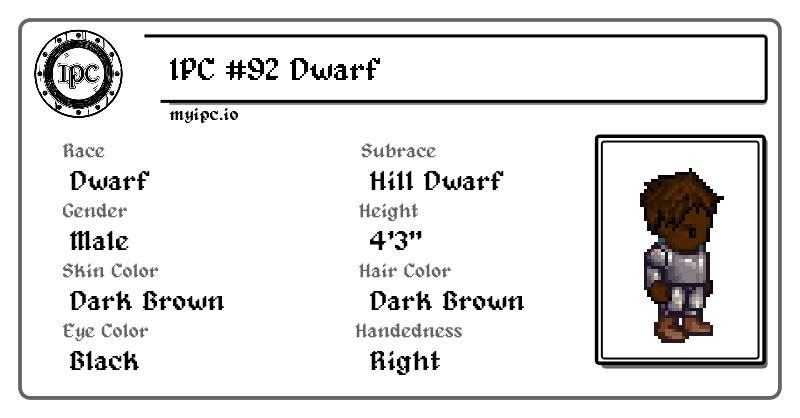 IPC
IPC #92 Dwarf
myipc.io
Race
Dwarf
Subrace
Hill Dwarf
Gender
Male
Height
4'3"
Skin Color
Dark Brown
Hair Color
Dark Brown
Eye Color
Black
Handedness
Right